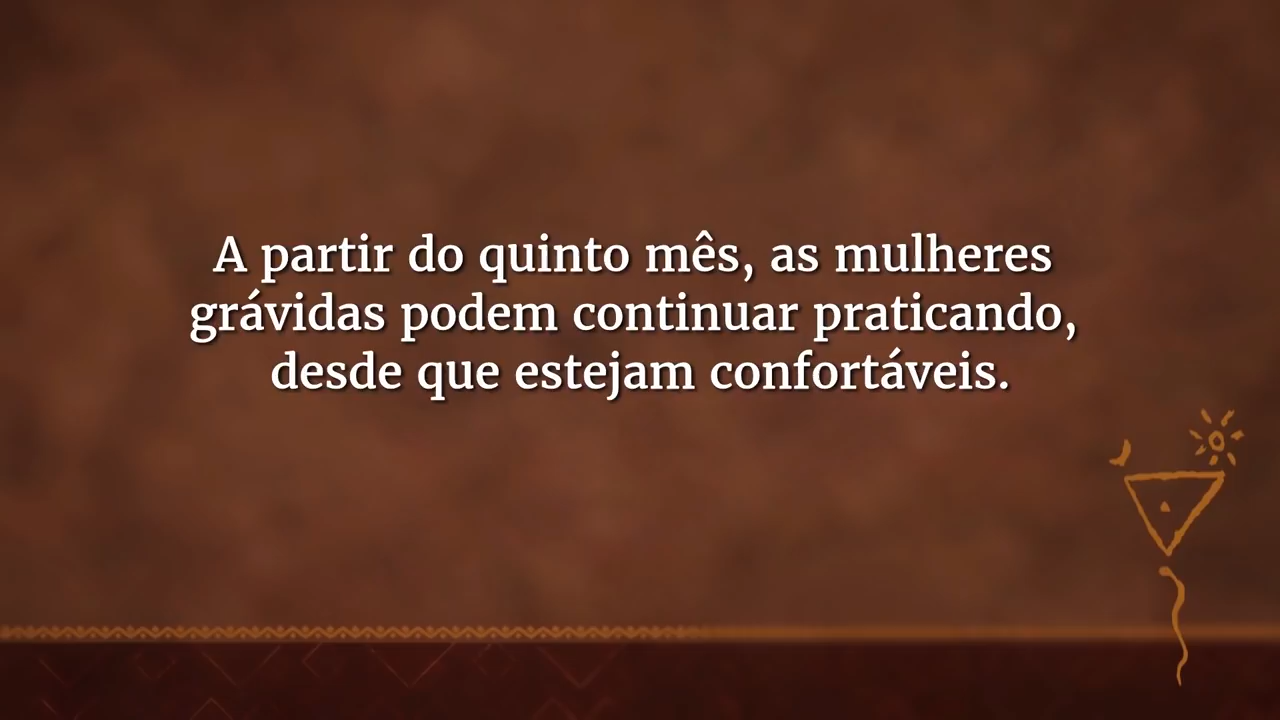 A partir do quinto mês, as mulheres
grávidas podem continuar praticando,
desde que estejam confortáveis.